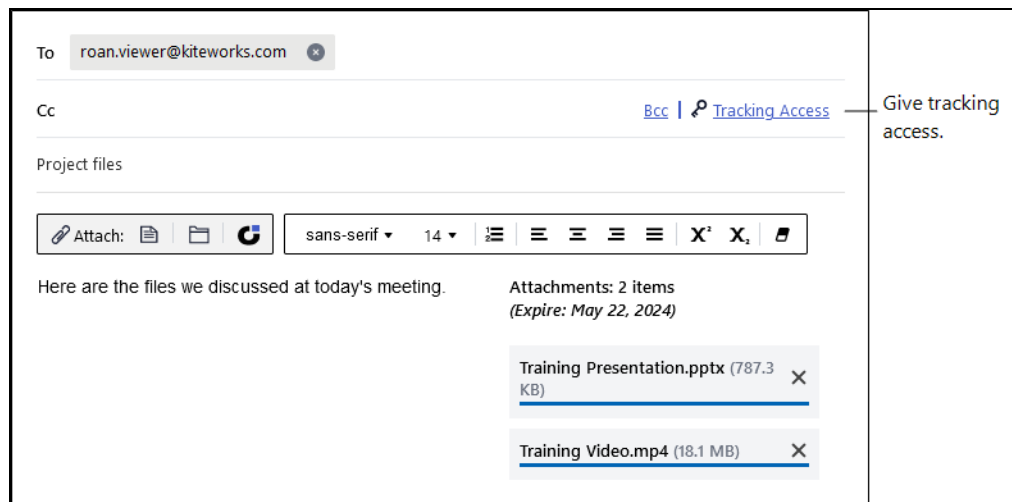 To roan.viewer@kiteworks.com
Cc Bcc | Tracking Access
Give tracking
access.
Project files
Attach: sans-serif 14 X² X₂
Here are the files we discussed at today's meeting.
Attachments: 2 items
(Expire: May 22, 2024)
Training Presentation.pptx (787.3
KB)
Training Video.mp4 (18.1 MB)